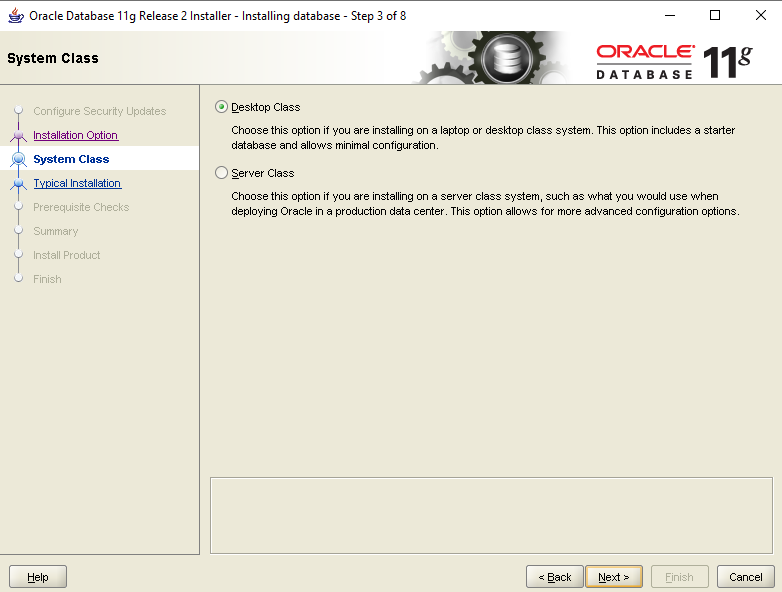 Oracle Database 11g Release 2 Installer - Installing database - Step 3 of 8
System Class
ORACLE
DATABASE
11g
Configure Security Updates
Installation Option
System Class
Typical Installation
Prerequisite Checks
Summary
Install Product
Finish
Desktop Class
Choose this option if you are installing on a laptop or desktop class system. This option includes a starter
database and allows minimal configuration.
Server Class
Choose this option if you are installing on a server class system, such as what you would use when
deploying Oracle in a production data center. This option allows for more advanced configuration options.
Help
< Back
Next >
Finish
Cancel